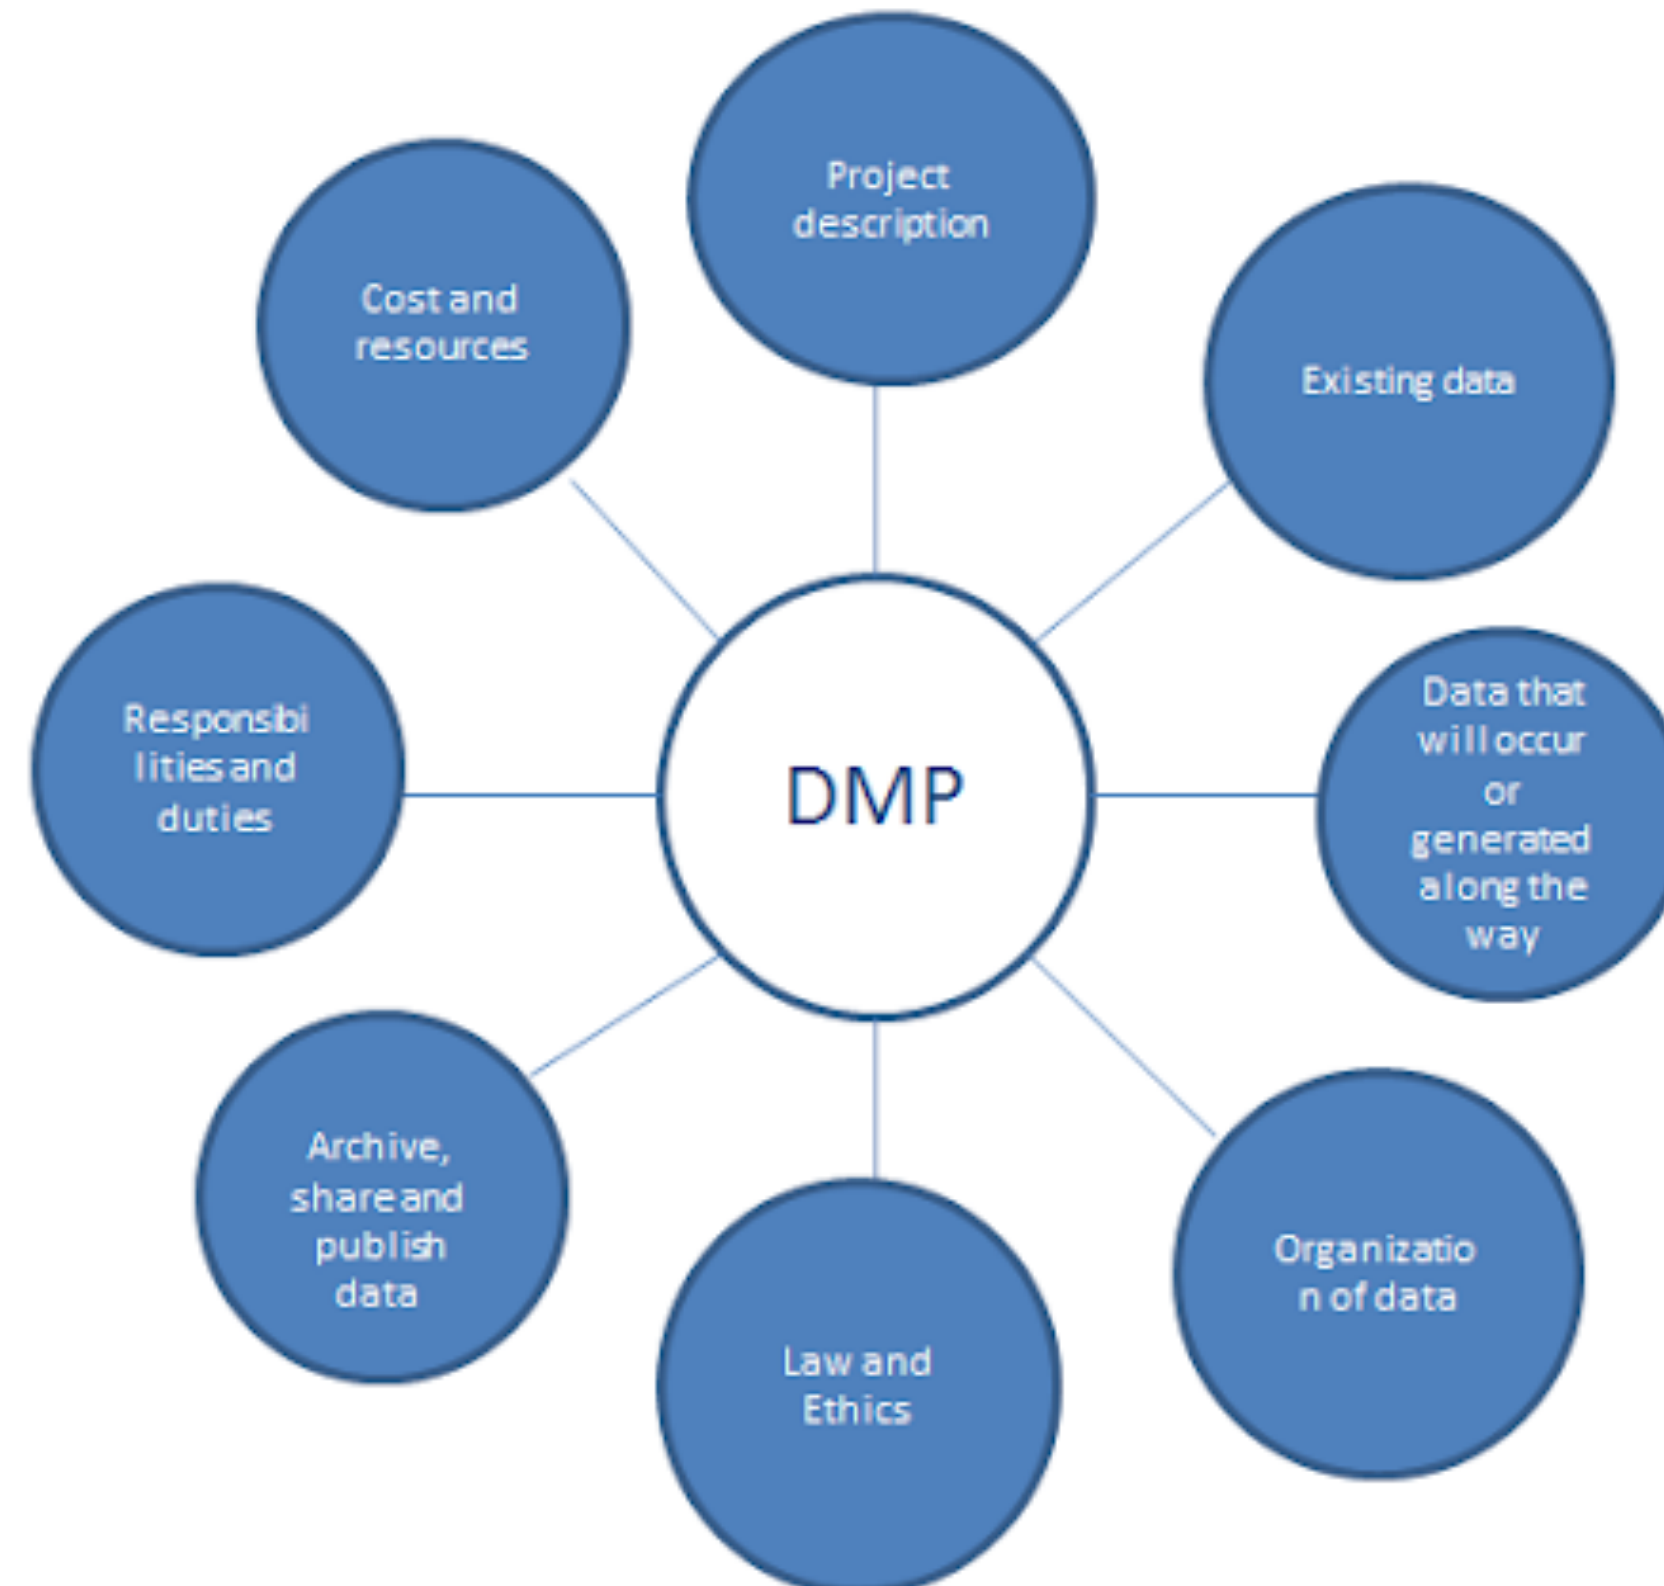 Project
description
Cost and
resources
Existing data
Responsibi
lities and
duties
DMP
Data that
will occur
or
generated
along the
way
Archive,
share and
publish
data
Organizatio
n of data
Law and
Ethics